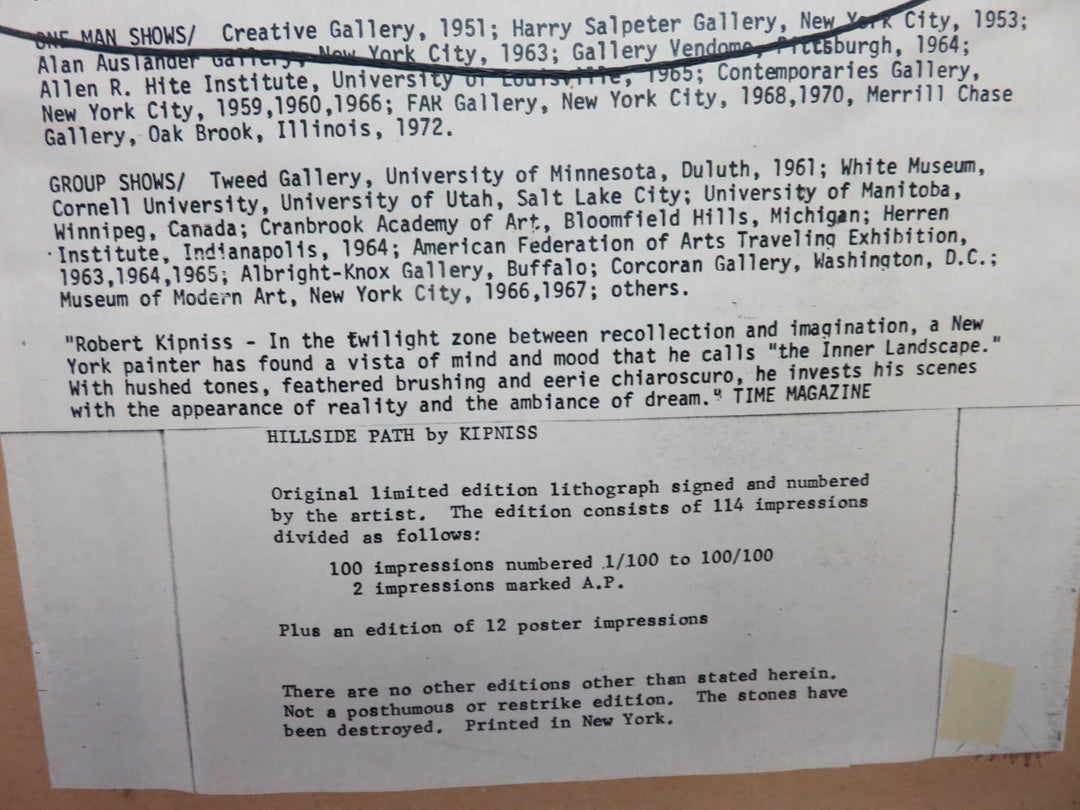 ONE MAN SHOWS/ Creative Gallery, 1951; Harry Salpeter Gallery, New York City, 1953;
Alan Auslander Gallery, New York City, 1963; Gallery Vendome, Pittsburgh, 1964;
Allen R. Hite Institute, University of Louisville, 1965; Contemporaries Gallery,
New York City, 1959,1960,1966; FAR Gallery, New York City, 1968,1970, Merrill Chase
Gallery, Oak Brook, Illinois, 1972.
GROUP SHOWS/ Tweed Gallery, University of Minnesota, Duluth, 1961; White Museum,
Cornell University, University of Utah, Salt Lake City; University of Manitoba,
Winnipeg, Canada; Cranbrook Academy of Art, Bloomfield Hills, Michigan; Herren
Institute, Indianapolis, 1964; American Federation of Arts Traveling Exhibition,
1963,1964,1965; Albright-Knox Gallery, Buffalo; Corcoran Gallery, Washington, D.C.;
Museum of Modern Art, New York City, 1966,1967; others.
"Robert Kipniss - In the twilight zone between recollection and imagination, a New
York painter has found a vista of mind and mood that he calls "the Inner Landscape."
With hushed tones, feathered brushing and eerie chiaroscuro, he invests his scenes
with the appearance of reality and the ambiance of dream." TIME MAGAZINE
HILLSIDE PATH by KIPNISS
Original limited edition lithograph signed and numbered
by the artist. The edition consists of 114 impressions
divided as follows:
100 impressions numbered 1/100 to 100/100
2 impressions marked A.P.
Plus an edition of 12 poster impressions
There are no other editions other than stated herein.
Not a posthumous or restrike edition. The stones have
been destroyed. Printed in New York.